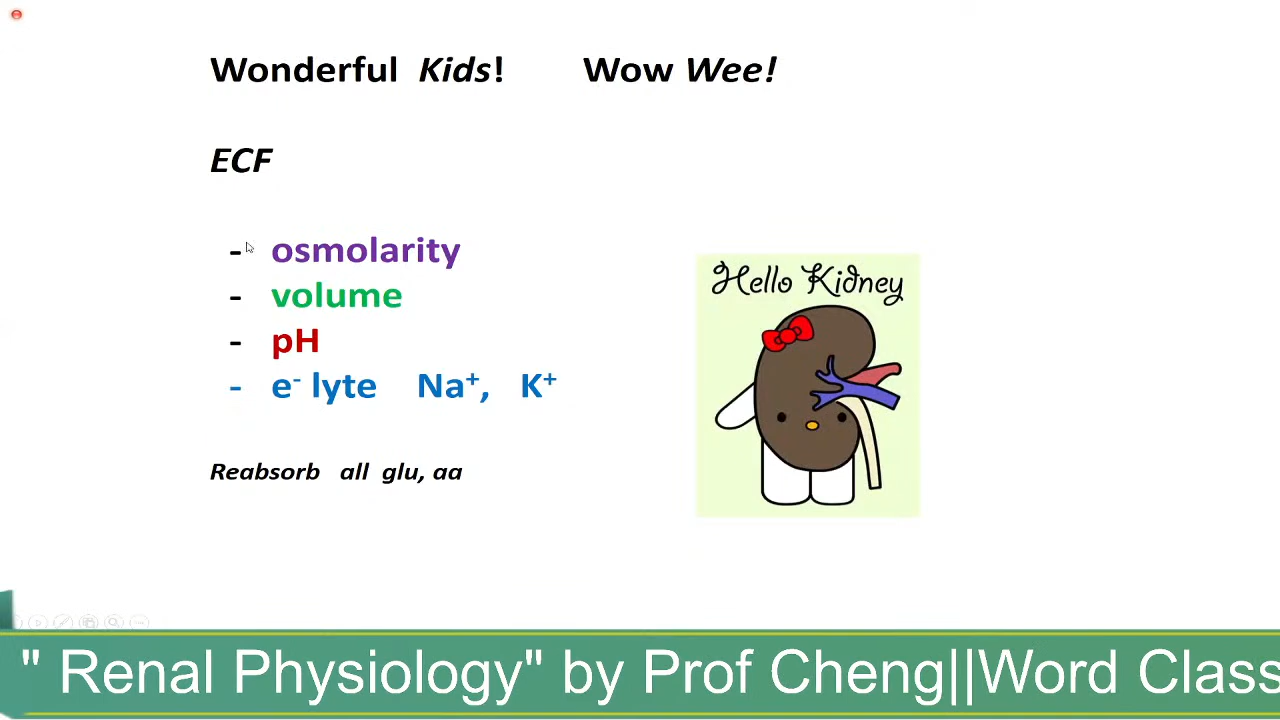 Wonderful Kids! Wow Wee!
ECF
- osmolarity
- volume
- pH
- e- lyte Na+, K+
Reabsorb all glu, aa
Hello Kidney
" Renal Physiology" by Prof Cheng||Word Class